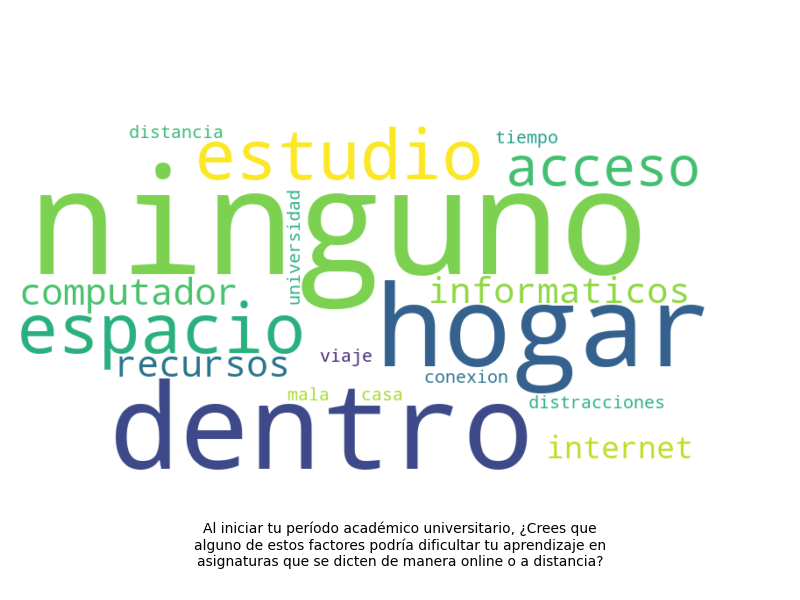 distancia
tiempo
estudio
acceso
ninguno
universidad
computador
informaticos
espacio
hogar
recursos
viaje
conexion
mala
casa
distracciones
dentro
internet
Al iniciar tu período académico universitario, ¿Crees que
alguno de estos factores podría dificultar tu aprendizaje en
asignaturas que se dicten de manera online o a distancia?